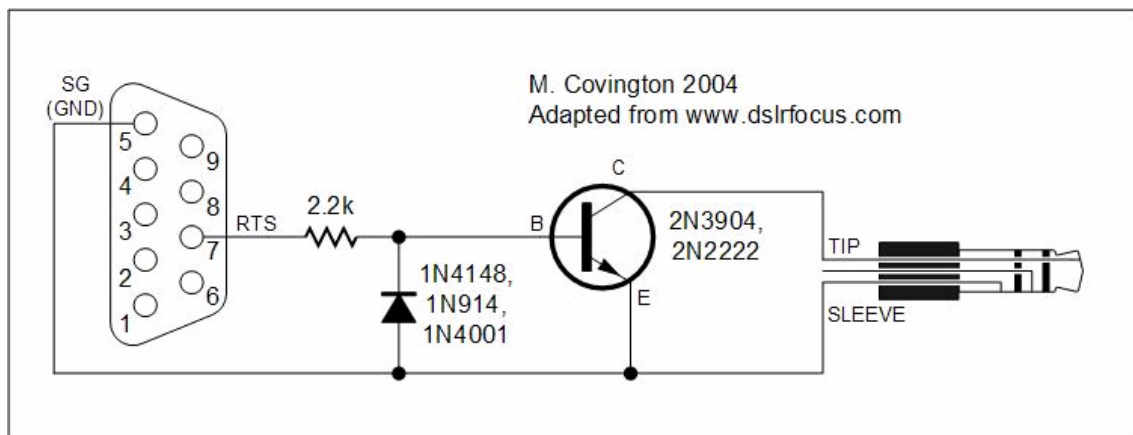 SG
(GND)
M. Covington 2004
Adapted from www.dslrfocus.com
5
9
4
8
3
7
2
6
1
RTS
2.2k
B
C
E
2N3904,
2N2222
1N4148,
1N914,
1N4001
TIP
SLEEVE